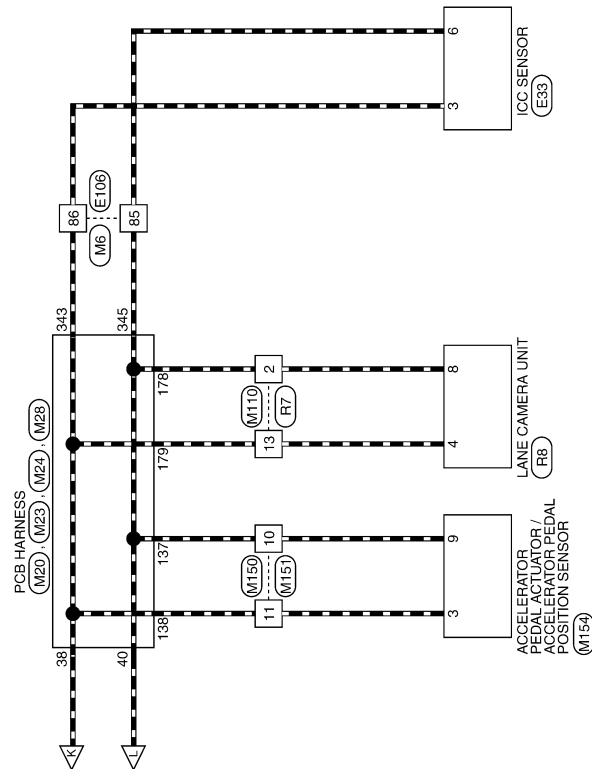 PCB HARNESS
M20 , M23 , M24 , M28
38
343
86
E106
K
40
345
M6
85
L
138
137
179
178
M150
M110
11
10
13
2
M151
R7
3
9
4
8
3
6
ACCELERATOR
PEDAL ACTUATOR /
ACCELERATOR PEDAL
POSITION SENSOR
M154
LANE CAMERA UNIT
R8
ICC SENSOR
E33